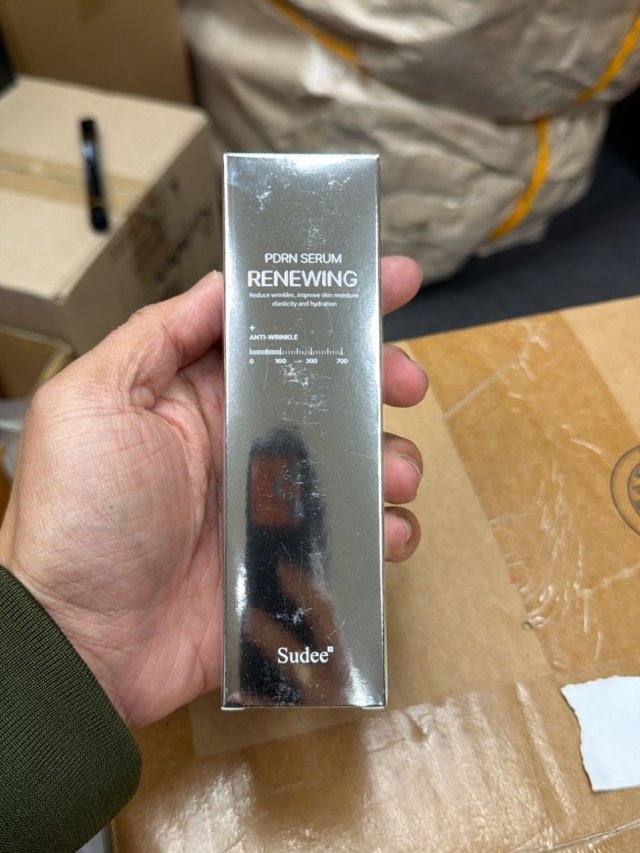 PDRN SERUM
RENEWING
Reduce wrinkles, improve skin moisture
elasticity and hydration
+
ANTI-WRINKLE
0 100 300 700
Sudee